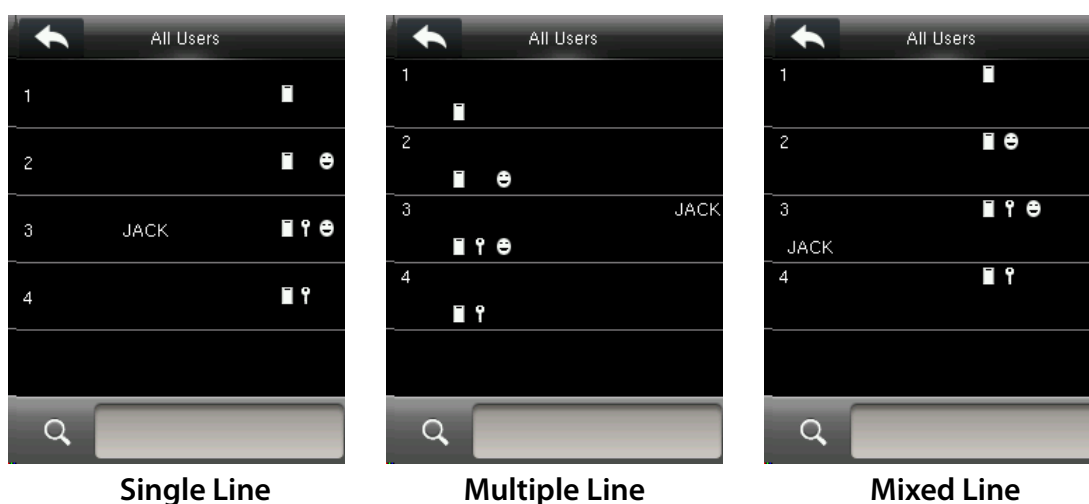 All Users
1
2
3 JACK
4
Single Line
All Users
1
2
3 JACK
4
Multiple Line
All Users
1
2
3
JACK
4
Mixed Line